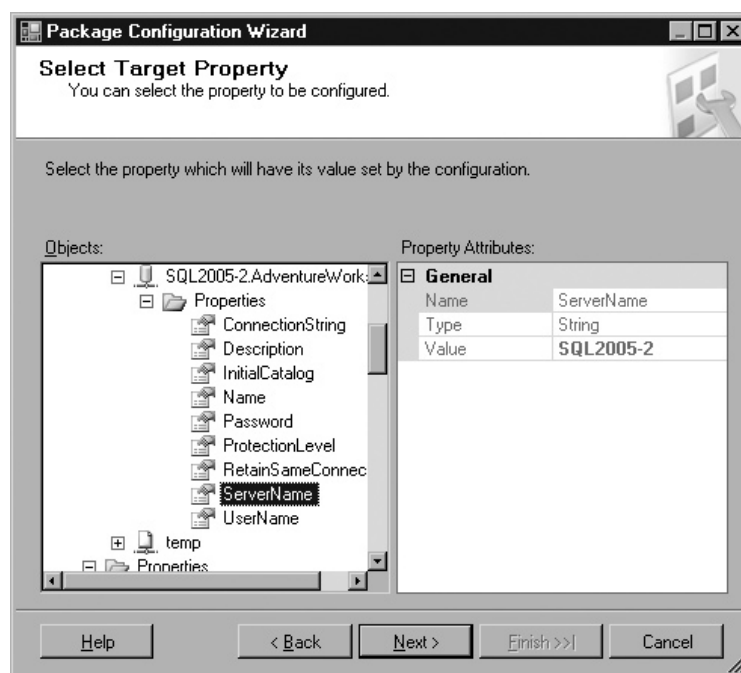 Package Configuration Wizard
Select Target Property
You can select the property to be configured.
Select the property which will have its value set by the configuration.
Objects:
SQL2005-2.AdventureWork
Properties
ConnectionString
Description
InitialCatalog
Name
Password
ProtectionLevel
RetainSameConnec
ServerName
UserName
temp
Properties
Property Attributes:
General
Name ServerName
Type String
Value SQL2005-2
Help < Back Next > Finish >>| Cancel